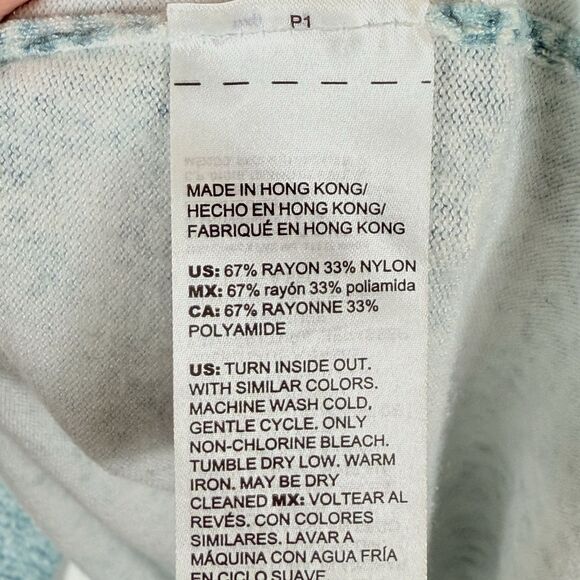 P1
MADE IN HONG KONG/
HECHO EN HONG KONG/
FABRIQUÉ EN HONG KONG
US: 67% RAYON 33% NYLON
MX: 67% rayón 33% poliamida
CA: 67% RAYONNE 33%
POLYAMIDE
US: TURN INSIDE OUT.
WITH SIMILAR COLORS.
MACHINE WASH COLD,
GENTLE CYCLE. ONLY
NON-CHLORINE BLEACH.
TUMBLE DRY LOW. WARM
IRON. MAY BE DRY
CLEANED MX: VOLTEAR AL
REVÉS. CON COLORES
SIMILARES. LAVAR A
MÁQUINA CON AGUA FRÍA
EN CICLO SUAVE